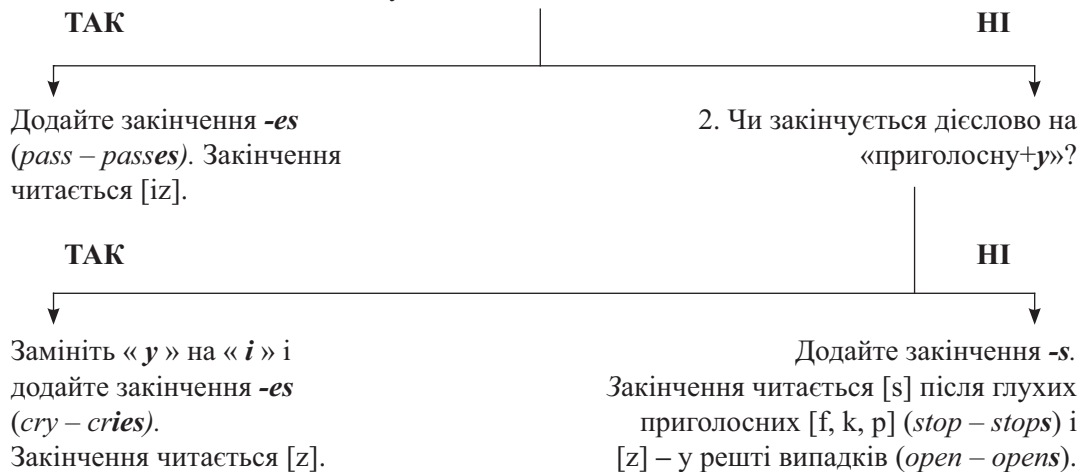 ТАК
НІ
Додайте закінчення -es
(pass – passes). Закінчення
читається [iz].
2. Чи закінчується дієслово на
«приголосну+y»?
ТАК
НІ
Замініть « y » на « i » і
додайте закінчення -es
(cry – cries).
Закінчення читається [z].
Додайте закінчення -s.
Закінчення читається [s] після глухих
приголосних [f, k, p] (stop – stops) і
[z] – у решті випадків (open – opens).